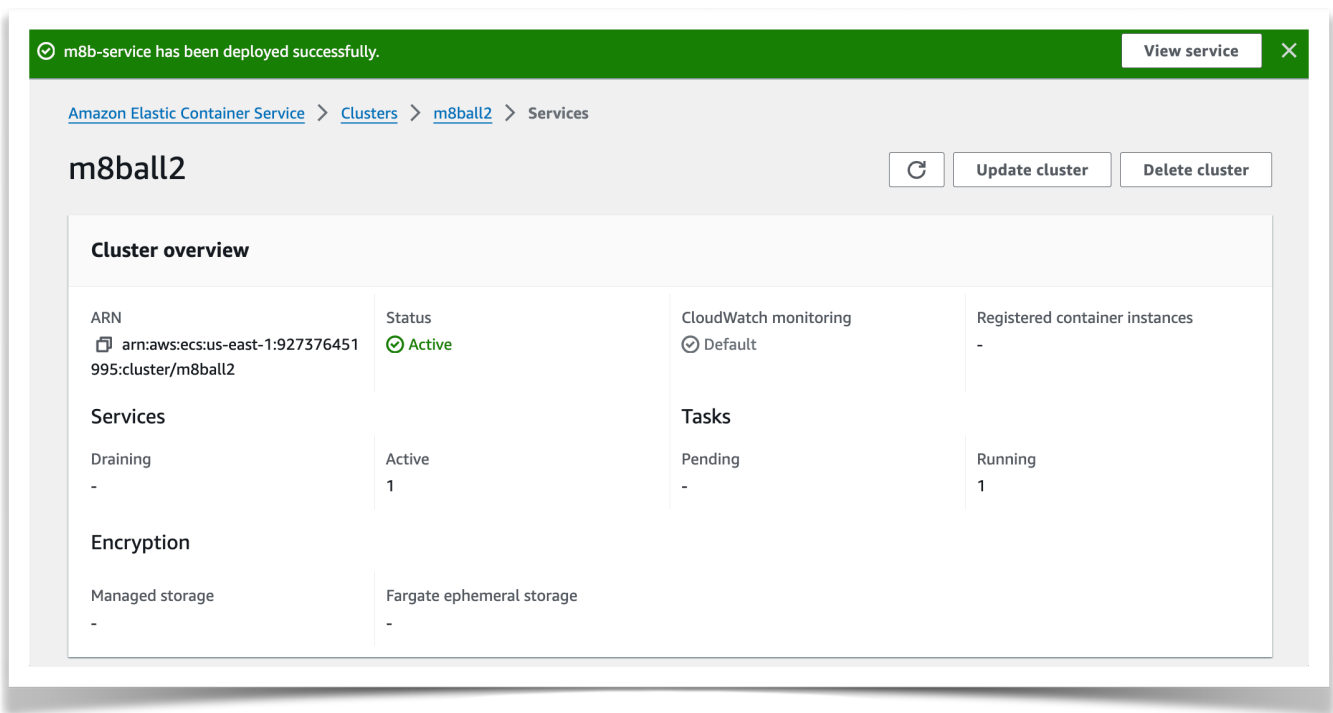 m8b-service has been deployed successfully.
View service
Amazon Elastic Container Service > Clusters > m8ball2 > Services
m8ball2
Update cluster
Delete cluster
Cluster overview
ARN
arn:aws:ecs:us-east-1:927376451
995:cluster/m8ball2
Status
Active
CloudWatch monitoring
Default
Registered container instances
-
Services
Draining
-
Active
1
Tasks
Pending
-
Running
1
Encryption
Managed storage
-
Fargate ephemeral storage
-